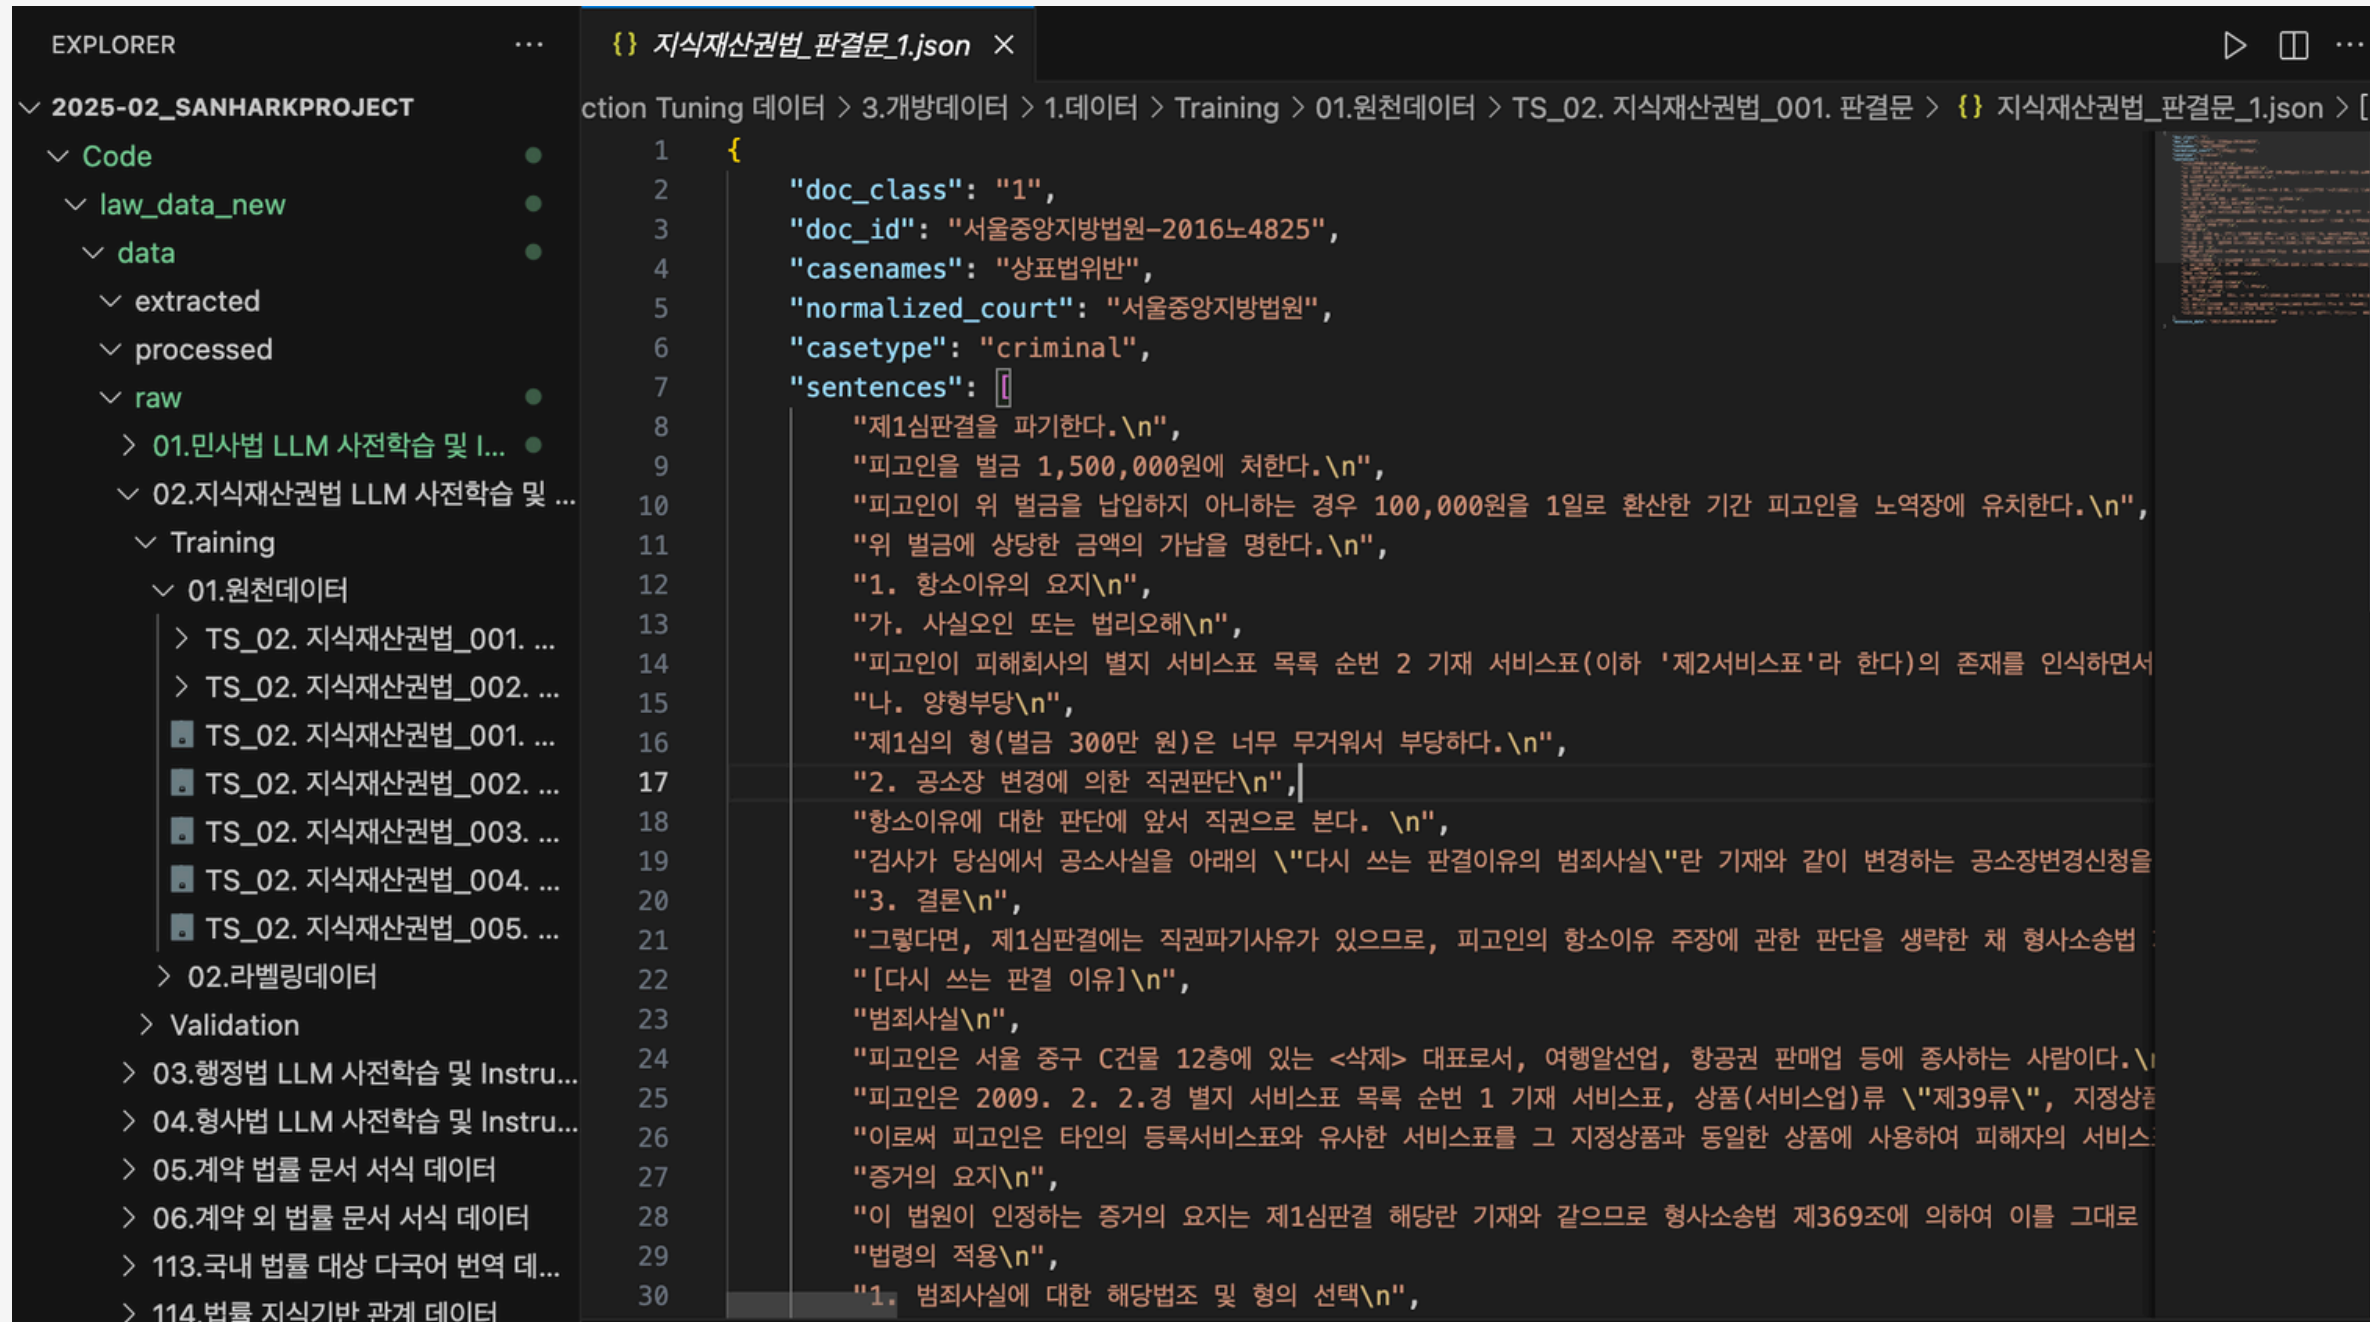 EXPLORER
2025-02_SANHARKPROJECT
Code
law_data_new
data
extracted
processed
raw
01.민사법 LLM 사전학습 및 I...
02.지식재산권법 LLM 사전학습 및 ...
Training
01.원천데이터
TS_02. 지식재산권법_001. ...
TS_02. 지식재산권법_002. ...
TS_02. 지식재산권법_001. ...
TS_02. 지식재산권법_002. ...
TS_02. 지식재산권법_003. ...
TS_02. 지식재산권법_004. ...
TS_02. 지식재산권법_005. ...
02.라벨링데이터
Validation
03.행정법 LLM 사전학습 및 Instru...
04.형사법 LLM 사전학습 및 Instru...
05.계약 법률 문서 서식 데이터
06.계약 외 법률 문서 서식 데이터
113.국내 법률 대상 다국어 번역 데...
114.법률 지식기반 관계 데이터
{} 지식재산권법_판결문_1.json
ction Tuning 데이터 > 3.개방데이터 > 1.데이터 > Training > 01.원천데이터 > TS_02. 지식재산권법_001. 판결문 > {} 지식재산권법_판결문_1.json > [
1 {
2 "doc_class": "1",
3 "doc_id": "서울중앙지방법원-2016노4825",
4 "casenames": "상표법위반",
5 "normalized_court": "서울중앙지방법원",
6 "casetype": "criminal",
7 "sentences": [
8 "제1심판결을 파기한다.\n",
9 "피고인을 벌금 1,500,000원에 처한다.\n",
10 "피고인이 위 벌금을 납입하지 아니하는 경우 100,000원을 1일로 환산한 기간 피고인을 노역장에 유치한다.\n",
11 "위 벌금에 상당한 금액의 가납을 명한다.\n",
12 "1. 항소이유의 요지\n",
13 "가. 사실오인 또는 법리오해\n",
14 "피고인이 피해회사의 별지 서비스표 목록 순번 2 기재 서비스표(이하 '제2서비스표'라 한다)의 존재를 인식하면서
15 "나. 양형부당\n",
16 "제1심의 형(벌금 300만 원)은 너무 무거워서 부당하다.\n",
17 "2. 공소장 변경에 의한 직권판단\n",
18 "항소이유에 대한 판단에 앞서 직권으로 본다. \n",
19 "검사가 당심에서 공소사실을 아래의 \"다시 쓰는 판결이유의 범죄사실\"란 기재와 같이 변경하는 공소장변경신청을
20 "3. 결론\n",
21 "그렇다면, 제1심판결에는 직권파기사유가 있으므로, 피고인의 항소이유 주장에 관한 판단을 생략한 채 형사소송법
22 "[다시 쓰는 판결 이유]\n",
23 "범죄사실\n",
24 "피고인은 서울 중구 C건물 12층에 있는 <삭제> 대표로서, 여행알선업, 항공권 판매업 등에 종사하는 사람이다.\
25 "피고인은 2009. 2. 2.경 별지 서비스표 목록 순번 1 기재 서비스표, 상품(서비스업)류 \"제39류\", 지정상품
26 "이로써 피고인은 타인의 등록서비스표와 유사한 서비스표를 그 지정상품과 동일한 상품에 사용하여 피해자의 서비스
27 "증거의 요지\n",
28 "이 법원이 인정하는 증거의 요지는 제1심판결 해당란 기재와 같으므로 형사소송법 제369조에 의하여 이를 그대로
29 "법령의 적용\n",
30 "1. 범죄사실에 대한 해당법조 및 형의 선택\n",